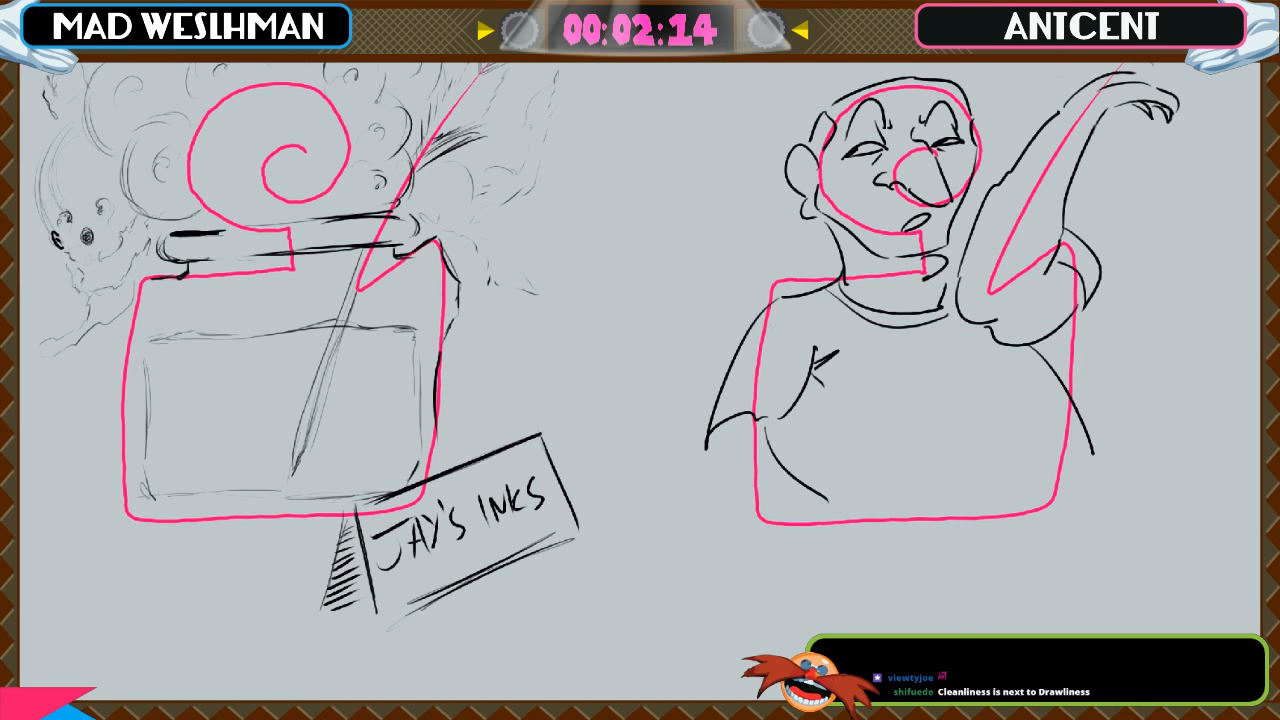 MAD WESLHMAN
00:02:14
ANTCENT
JAY'S INKS
viewtyjoe
shifuede Cleanliness is next to Drawliness